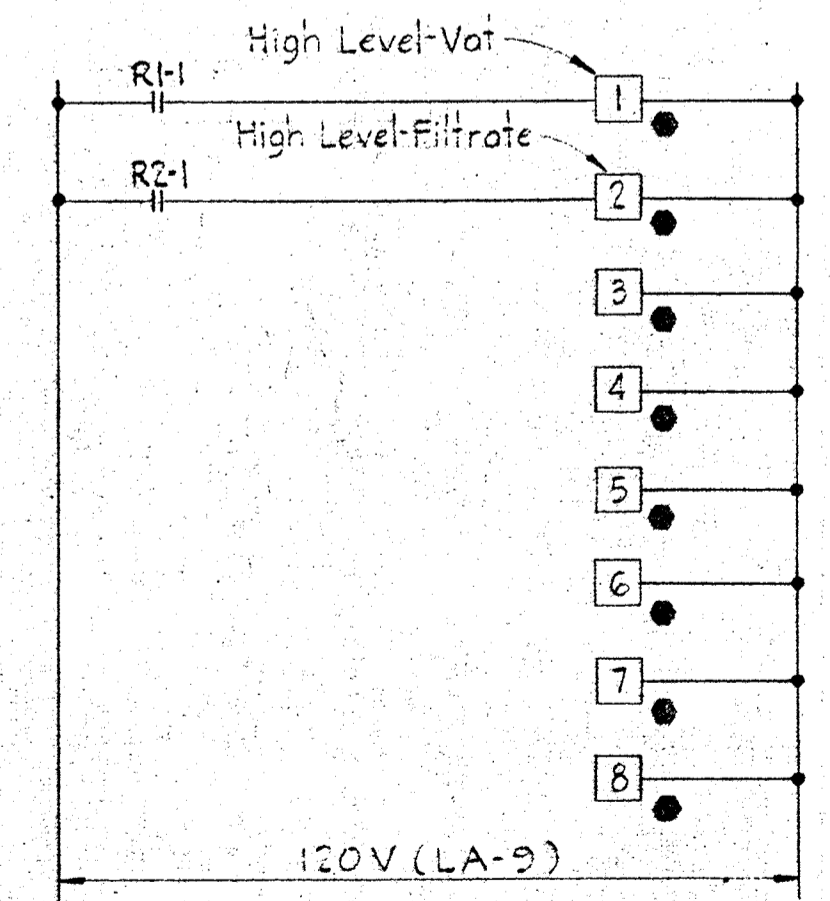 High Level-Vat
R1-1
1
High Level-Filtrate
R2-1
2
3
4
5
6
7
8
120V (LA-9)